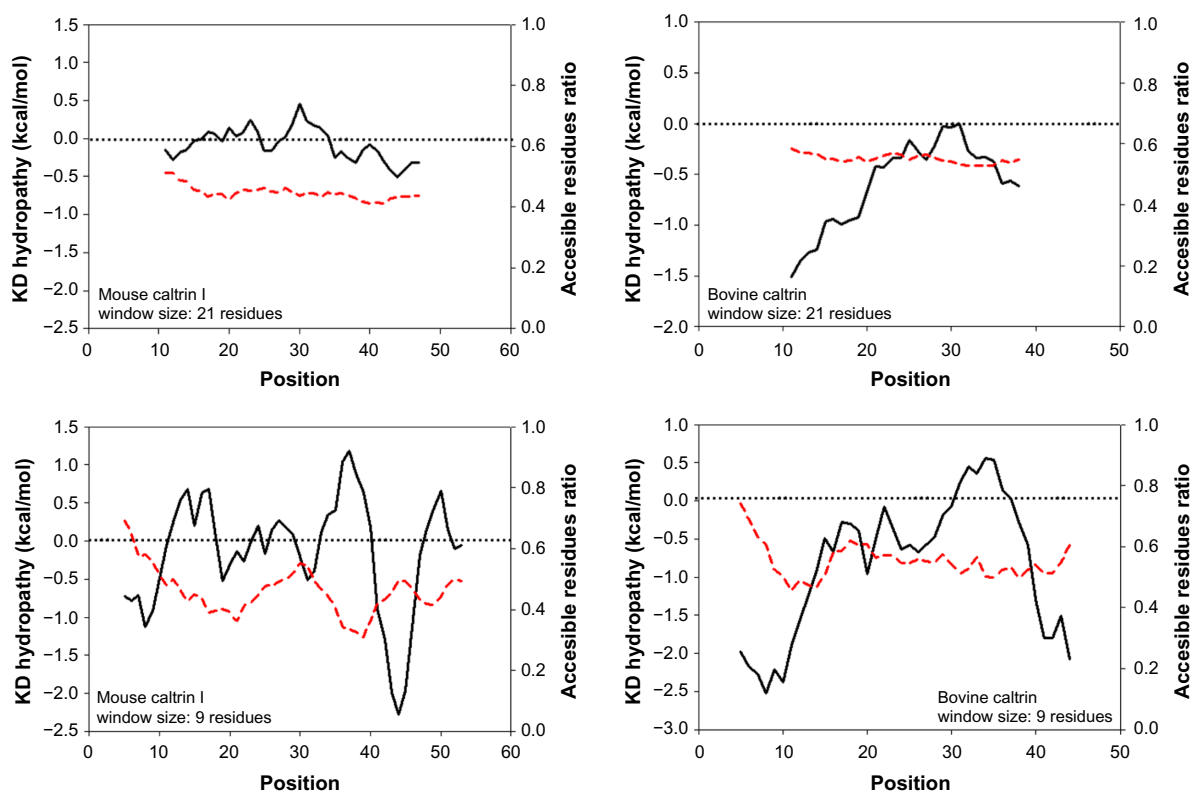 1.5
1.0
0.5
0.0
−0.5
−1.0
−1.5
−2.0
−2.5
KD hydropathy (kcal/mol)
1.0
0.8
0.6
0.4
0.2
0.0
Accesible residues ratio
Mouse caltrin I
window size: 21 residues
0 10 20 30 40 50 60
Position
1.0
0.5
0.0
−0.5
−1.0
−1.5
−2.0
KD hydropathy (kcal/mol)
1.0
0.8
0.6
0.4
0.2
0.0
Accesible residues ratio
Bovine caltrin
window size: 21 residues
0 10 20 30 40 50
Position
1.5
1.0
0.5
0.0
−0.5
−1.0
−1.5
−2.0
−2.5
KD hydropathy (kcal/mol)
1.0
0.8
0.6
0.4
0.2
0.0
Accesible residues ratio
Mouse caltrin I
window size: 9 residues
0 10 20 30 40 50 60
Position
1.0
0.5
0.0
−0.5
−1.0
−1.5
−2.0
−2.5
−3.0
KD hydropathy (kcal/mol)
1.0
0.8
0.6
0.4
0.2
0.0
Accesible residues ratio
Bovine caltrin
window size: 9 residues
0 10 20 30 40 50
Position